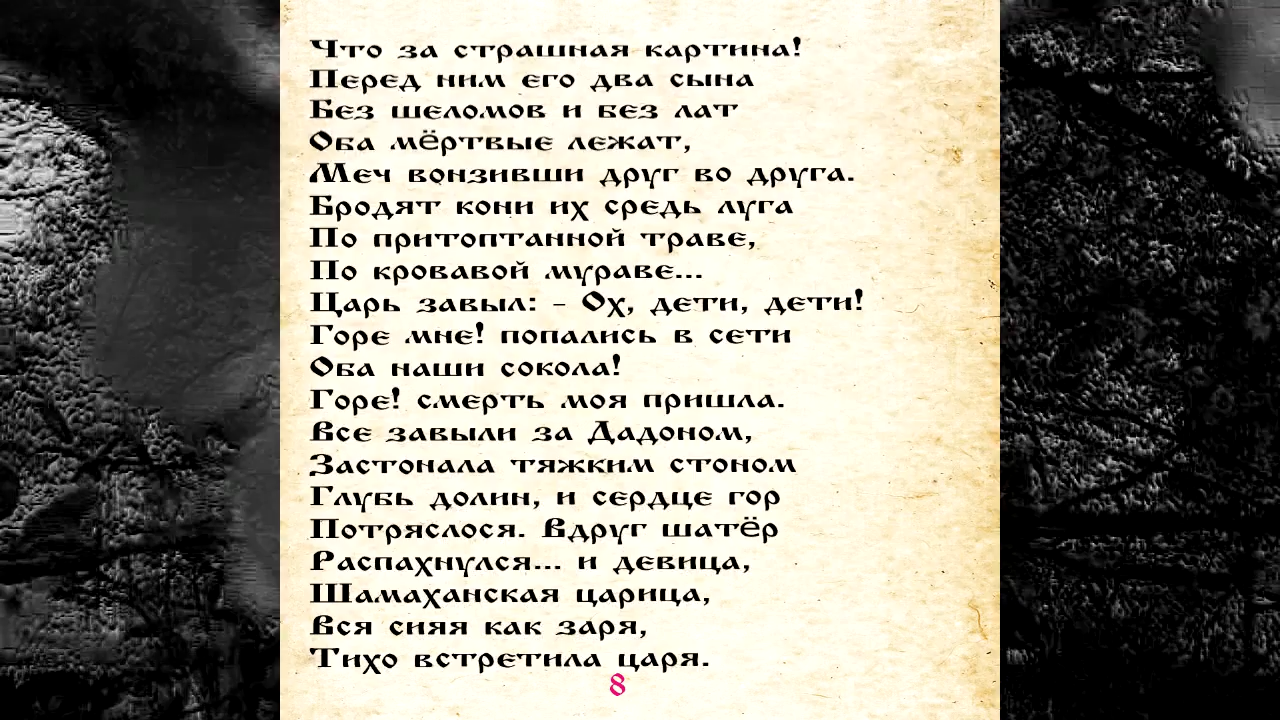 Что за страшная картина!
Перед ним его два сына
Без шеломов и без лат
Оба мёртвые лежат,
Меч вонзивши друг во друга.
Бродят кони их средь луга
По притоптанной траве,
По кровавой мураве...
Царь завыл: - Ох, дети, дети!
Горе мне! попались в сети
Оба наши сокола!
Горе! смерть моя пришла.
Все завыли за Дадоном,
Застонала тяжким стоном
Глубь долин, и сердце гор
Потряслося. Вдруг шатёр
Распахнулся... и девица,
Шамаханская царица,
Вся сияя как заря,
Тихо встретила царя.
8